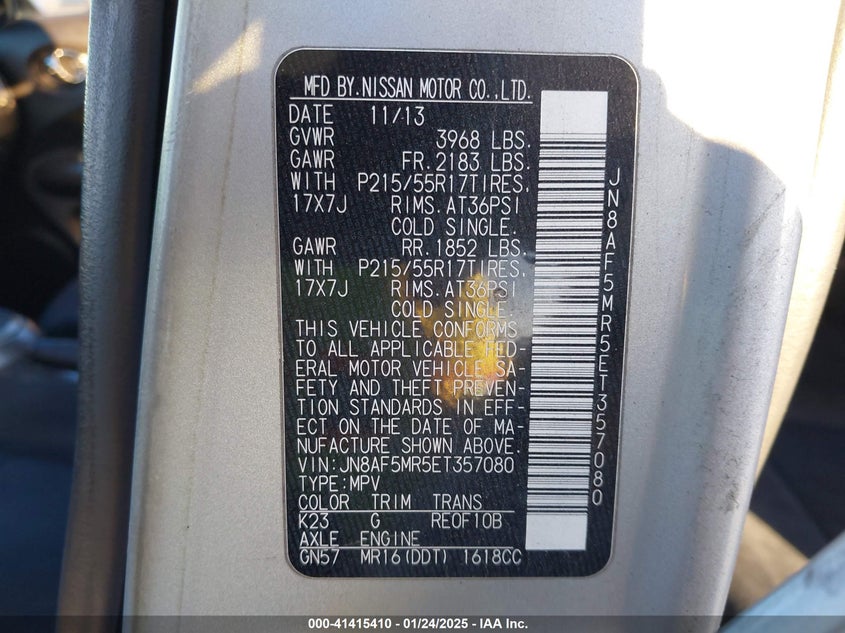 MFD BY.NISSAN MOTOR CO.,LTD.
DATE 11/13
GVWR 3968 LBS.
GAWR FR.2183 LBS.
WITH P215/55R17TIRES.
17X7J RIMS.AT36PSI
COLD SINGLE.
GAWR RR.1852 LBS.
WITH P215/55R17TIRES.
17X7J RIMS.AT36PSI
COLD SINGLE.
THIS VEHICLE CONFORMS
TO ALL APPLICABLE FED-
ERAL MOTOR VEHICLE SA-
FETY AND THEFT PREVEN-
TION STANDARDS IN EFF-
ECT ON THE DATE OF MA-
NUFACTURE SHOWN ABOVE.
VIN:JN8AF5MR5ET357080
TYPE:MPV
COLOR TRIM TRANS
K23 G RE0F10B
AXLE ENGINE
GN57 MR16(DDT) 1618CC
JN8AF5MR5ET357080
000-41415410 - 01/24/2025 - IAA Inc.